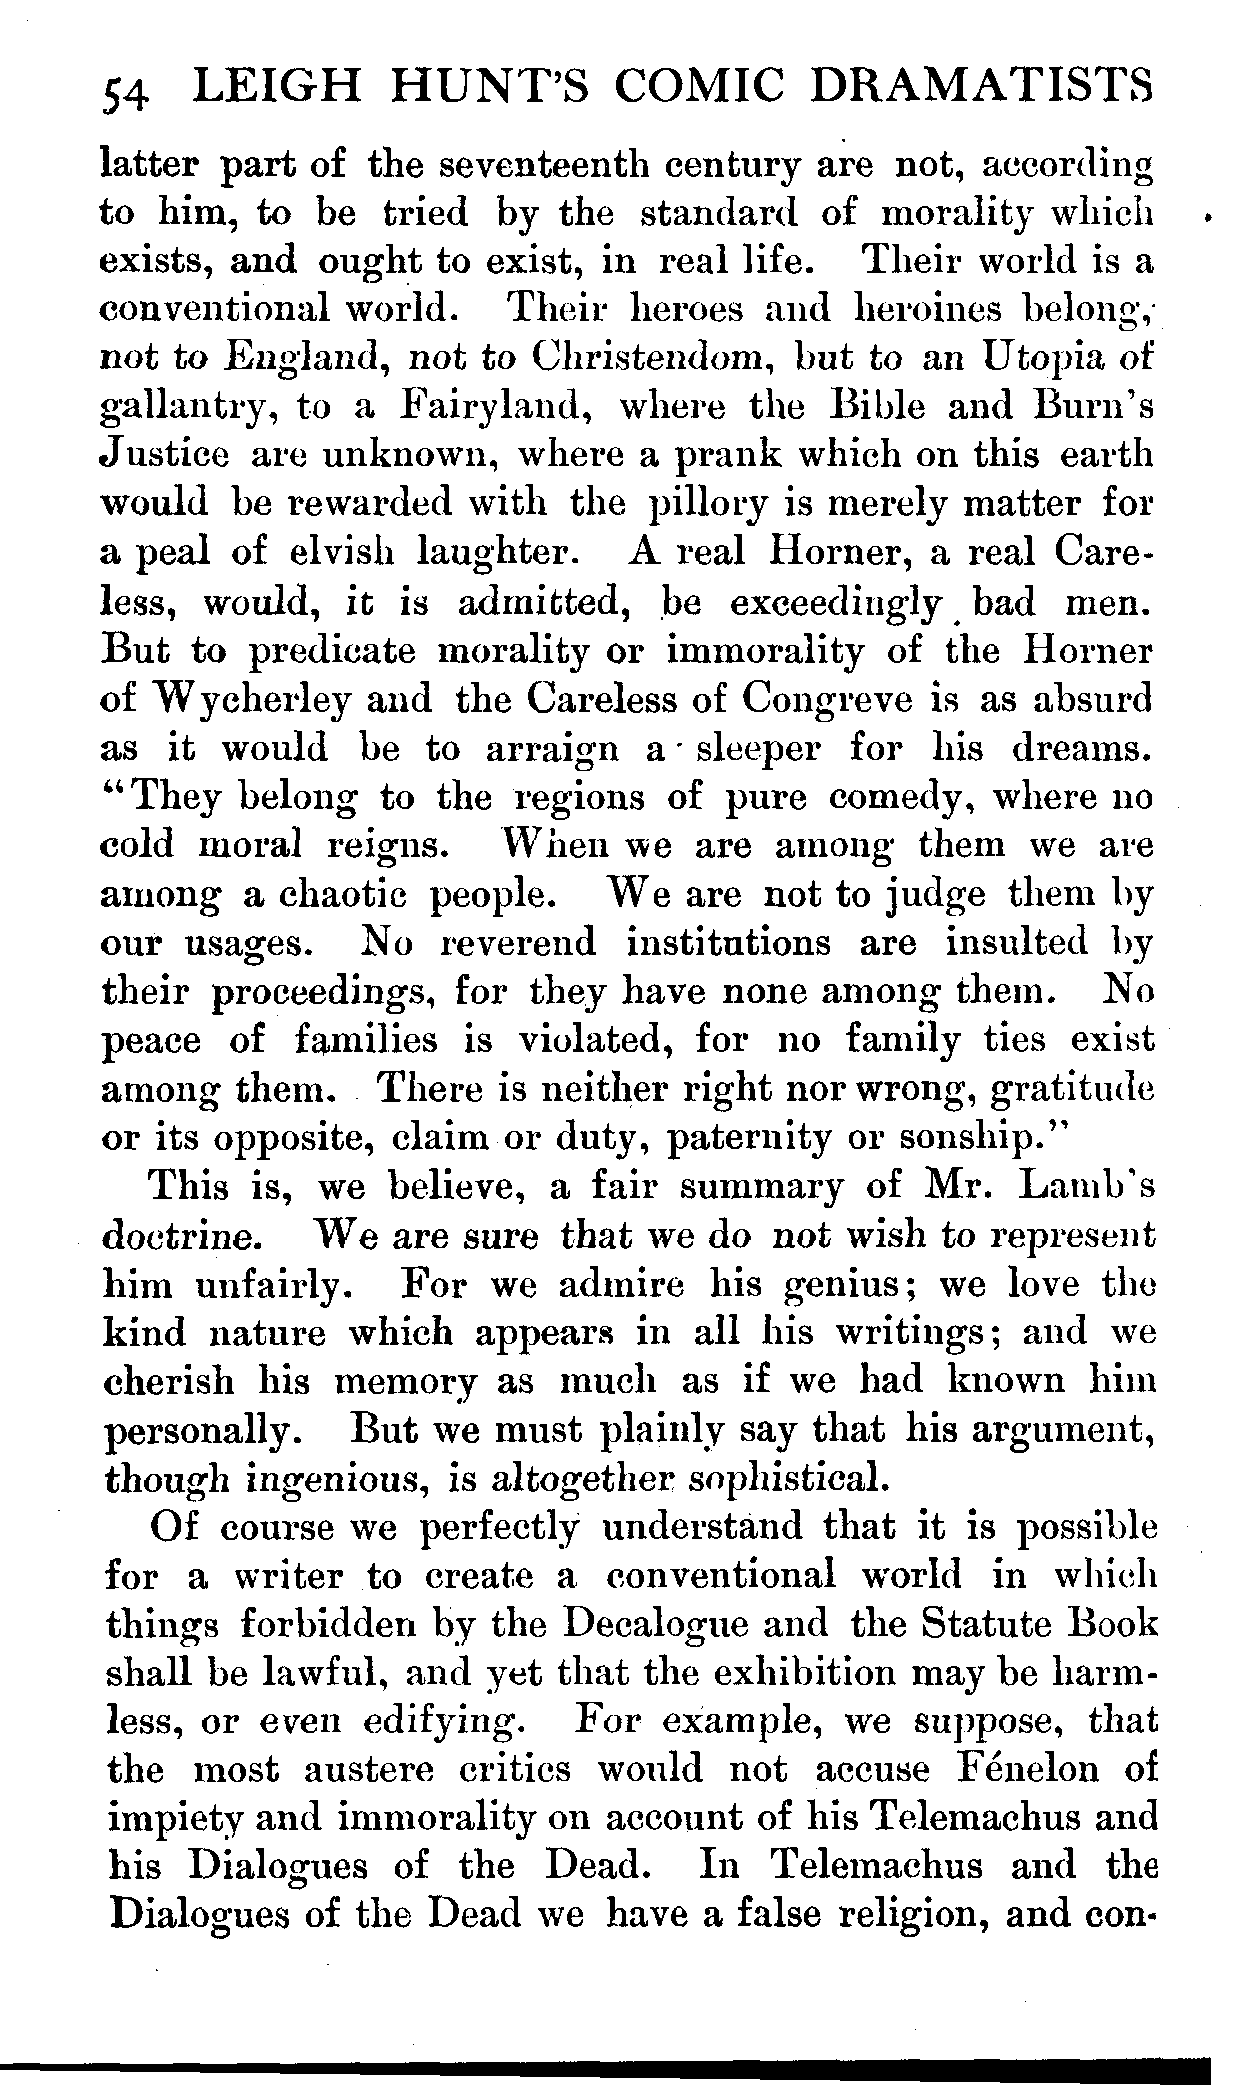 54 LEIGH HUNT'S COMIC DRAMATISTS
latter part of the seventeenth century are not, according
to him, to be tried by the standard of morality which
exists, and ought to exist, in real life. Their world is a
conventional world. Their heroes and heroines belong,
not to England, not to Christendom, but to an Utopia of
gallantry, to a Fairyland, where the Bible and Burn's
Justice are unknown, where a prank which on this earth
would be rewarded with the pillory is merely matter for
a peal of elvish laughter. A real Horner, a real Care-
less, would, it is admitted, be exceedingly bad men.
But to predicate morality or immorality of the Horner
of Wycherley and the Careless of Congreve is as absurd
as it would be to arraign a sleeper for his dreams.
"They belong to the regions of pure comedy, where no
cold moral reigns. When we are among them we are
among a chaotic people. We are not to judge them by
our usages. No reverend institutions are insulted by
their proceedings, for they have none among them. No
peace of families is violated, for no family ties exist
among them. There is neither right nor wrong, gratitude
or its opposite, claim or duty, paternity or sonship."
This is, we believe, a fair summary of Mr. Lamb's
doctrine. We are sure that we do not wish to represent
him unfairly. For we admire his genius; we love the
kind nature which appears in all his writings; and we
cherish his memory as much as if we had known him
personally. But we must plainly say that his argument,
though ingenious, is altogether sophistical.
Of course we perfectly understand that it is possible
for a writer to create a conventional world in which
things forbidden by the Decalogue and the Statute Book
shall be lawful, and yet that the exhibition may be harm-
less, or even edifying. For example, we suppose, that
the most austere critics would not accuse Fénelon of
impiety and immorality on account of his Telemachus and
his Dialogues of the Dead. In Telemachus and the
Dialogues of the Dead we have a false religion, and con-